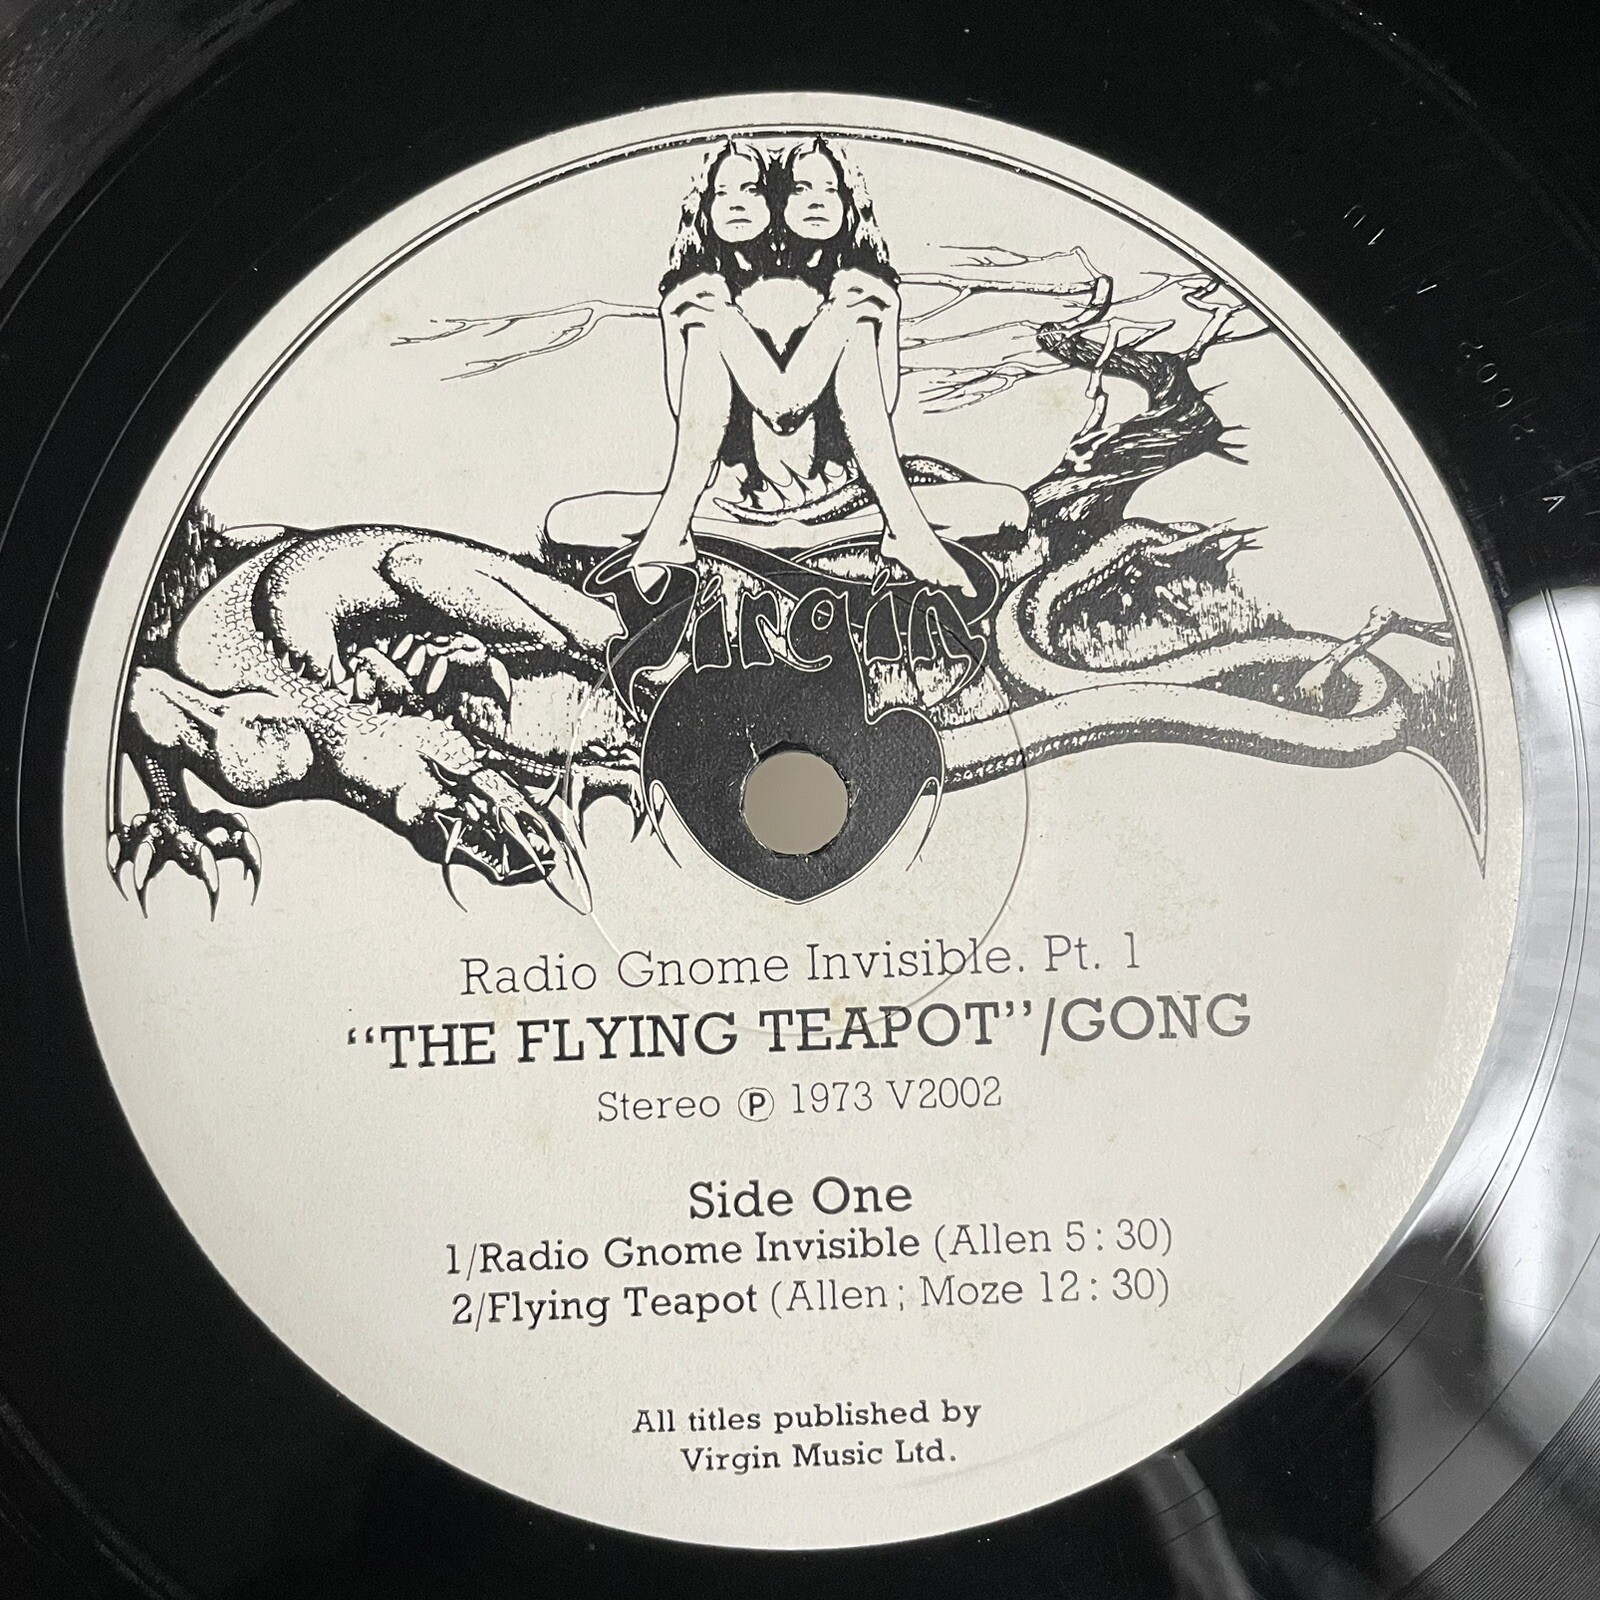 Virgin
Radio Gnome Invisible. Pt. 1
“THE FLYING TEAPOT”/GONG
Stereo Ⓟ 1973 V2002
Side One
1/Radio Gnome Invisible (Allen 5:30)
2/Flying Teapot (Allen; Moze 12:30)
All titles published by
Virgin Music Ltd.